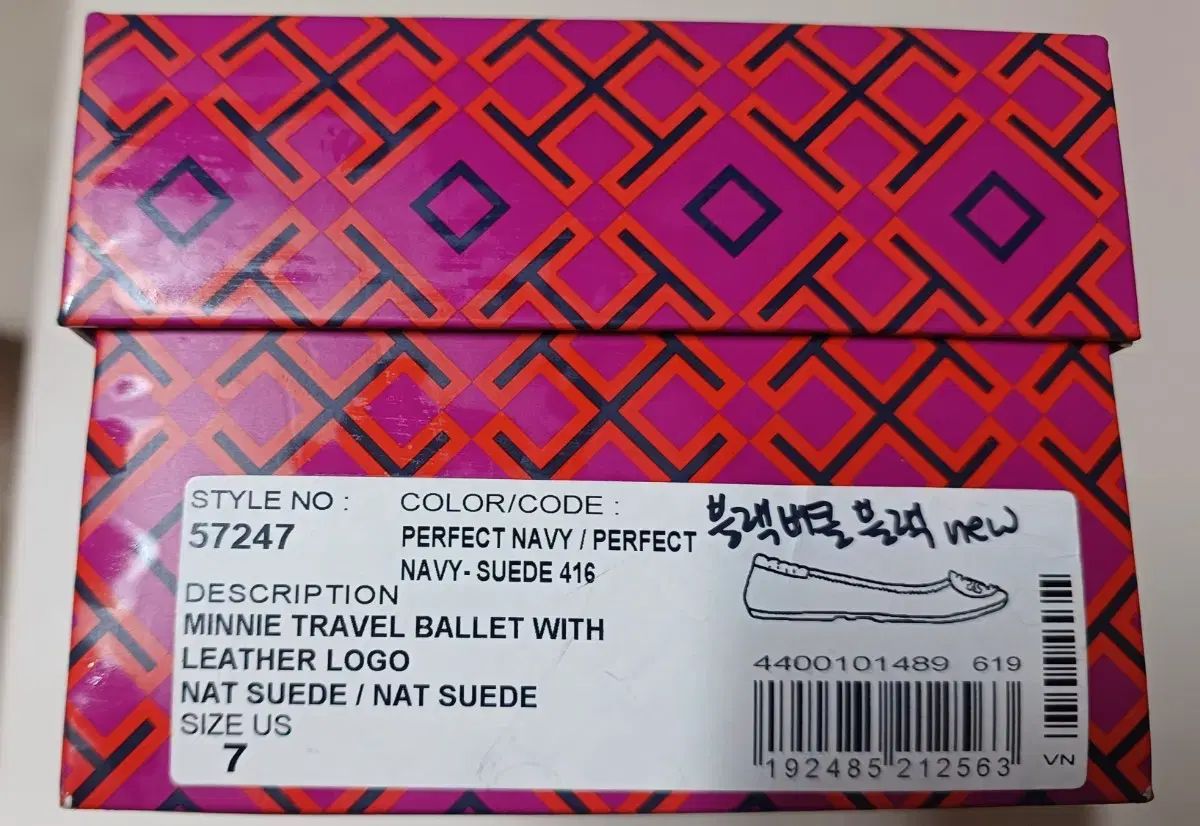 STYLE NO :
57247
COLOR/CODE :
PERFECT NAVY / PERFECT
NAVY- SUEDE 416
블랙버클 블랙 new
DESCRIPTION
MINNIE TRAVEL BALLET WITH
LEATHER LOGO
NAT SUEDE / NAT SUEDE
SIZE US
7
4400101489 619
192485 212563
VN